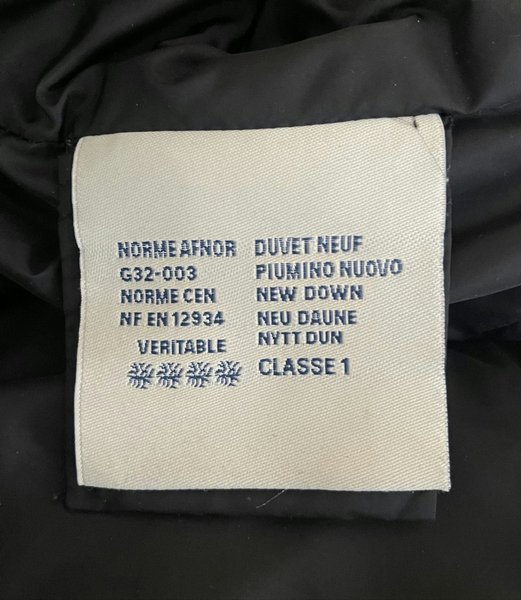 NORME AFNOR
G32-003
NORME CEN
NF EN 12934
VERITABLE
DUVET NEUF
PIUMINO NUOVO
NEW DOWN
NEU DAUNE
NYTT DUN
CLASSE 1